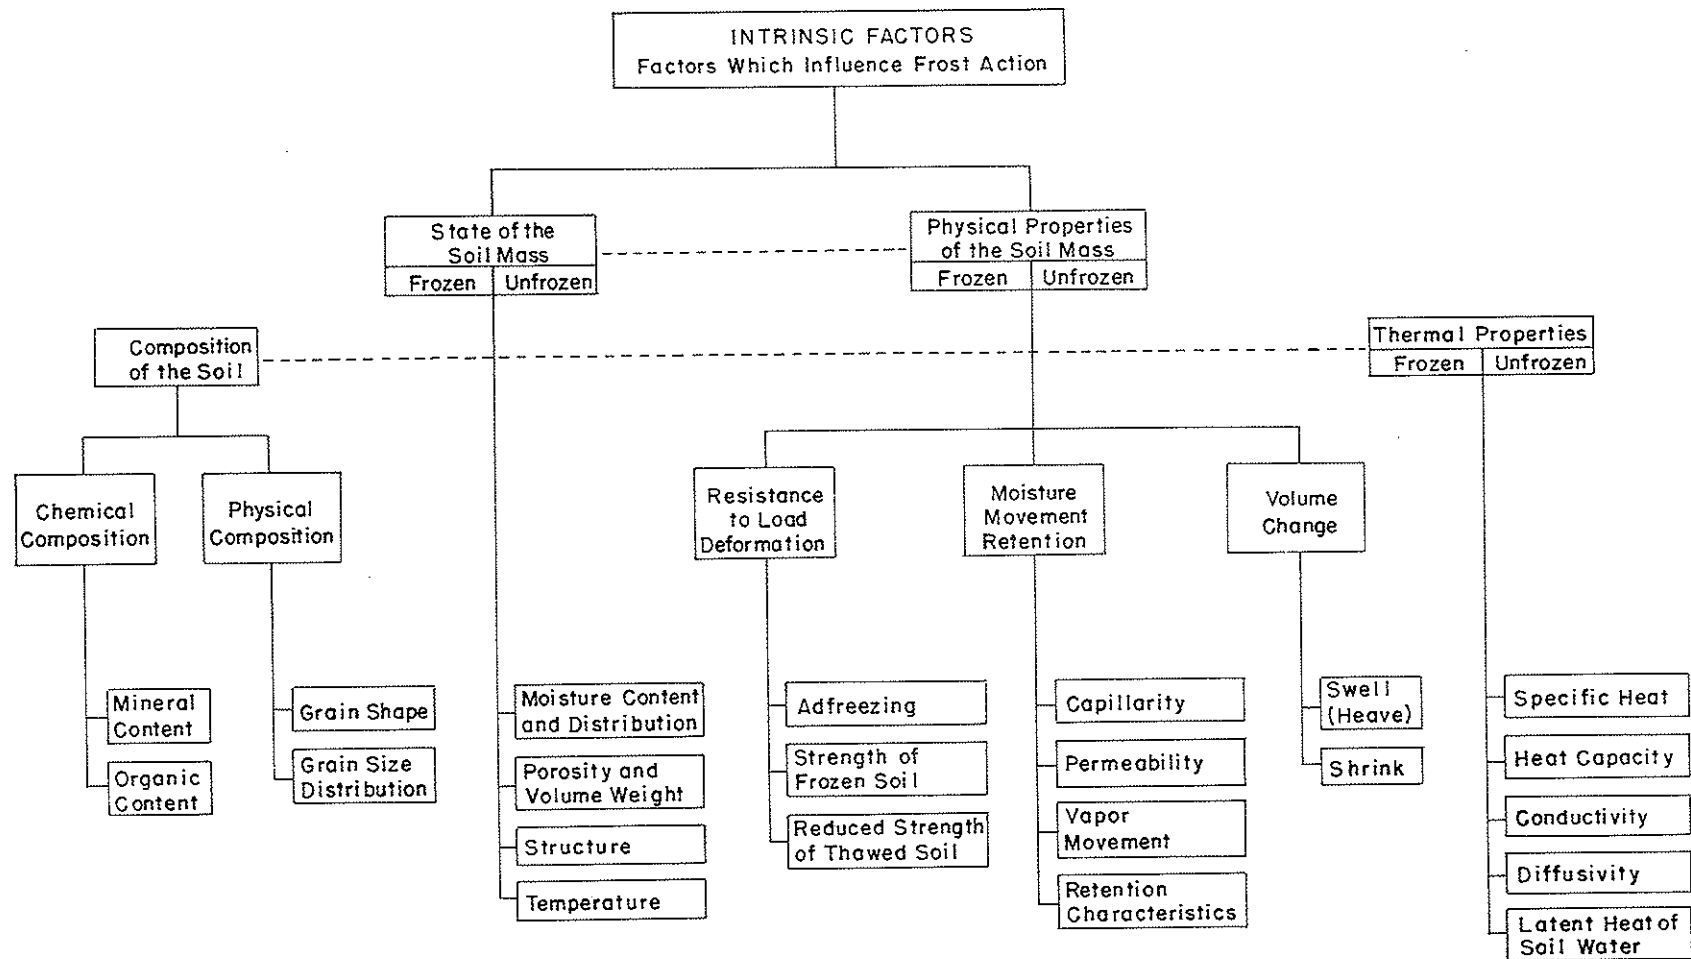 INTRINSIC FACTORS
Factors Which Influence Frost Action
State of the
Soil Mass
Frozen Unfrozen
Physical Properties
of the Soil Mass
Frozen Unfrozen
Composition
of the Soil
Thermal Properties
Frozen Unfrozen
Chemical
Composition
Physical
Composition
Resistance
to Load
Deformation
Moisture
Movement
Retention
Volume
Change
Mineral
Content
Organic
Content
Grain Shape
Grain Size
Distribution
Moisture Content
and Distribution
Porosity and
Volume Weight
Structure
Temperature
Adfreezing
Strength of
Frozen Soil
Reduced Strength
of Thawed Soil
Capillarity
Permeability
Vapor
Movement
Retention
Characteristics
Swell
(Heave)
Shrink
Specific Heat
Heat Capacity
Conductivity
Diffusivity
Latent Heat of
Soil Water